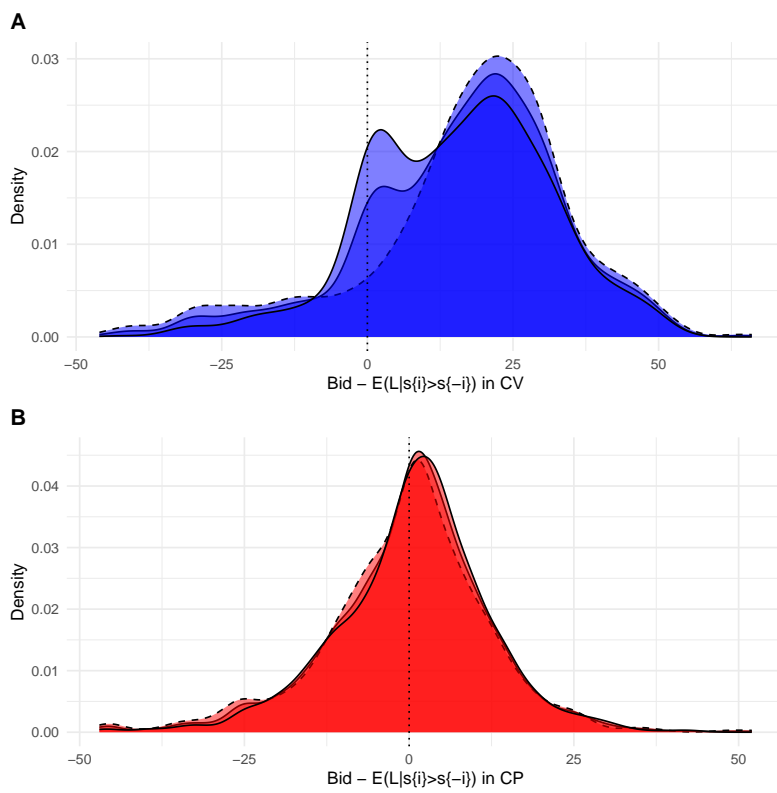 A
0.03
0.02
0.01
0.00
Density
−50 −25 0 25 50
Bid − E(L|s{i}>s{−i}) in CV
B
0.04
0.03
0.02
0.01
0.00
Density
−50 −25 0 25 50
Bid − E(L|s{i}>s{−i}) in CP